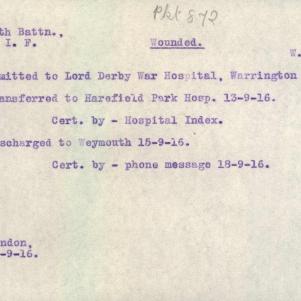 Pkt 872
th Battn.,
I. F. Wounded.
W.
mitted to Lord Derby War Hospital, Warrington
ansferred to Harefield Park Hosp. 13-9-16.
Cert. by - Hospital Index.
scharged to Weymouth 15-9-16.
Cert. by - phone message 18-9-16.
ndon,
-9-16.